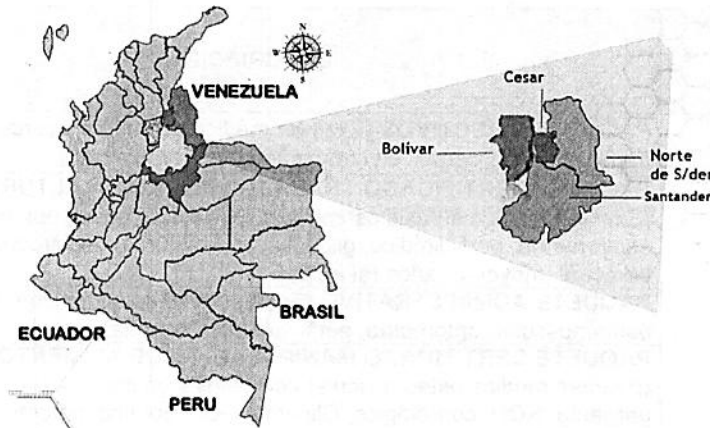 N
W E
S
VENEZUELA
Cesar
Bolívar
Norte
de S/der
Santander
BRASIL
ECUADOR
PERU